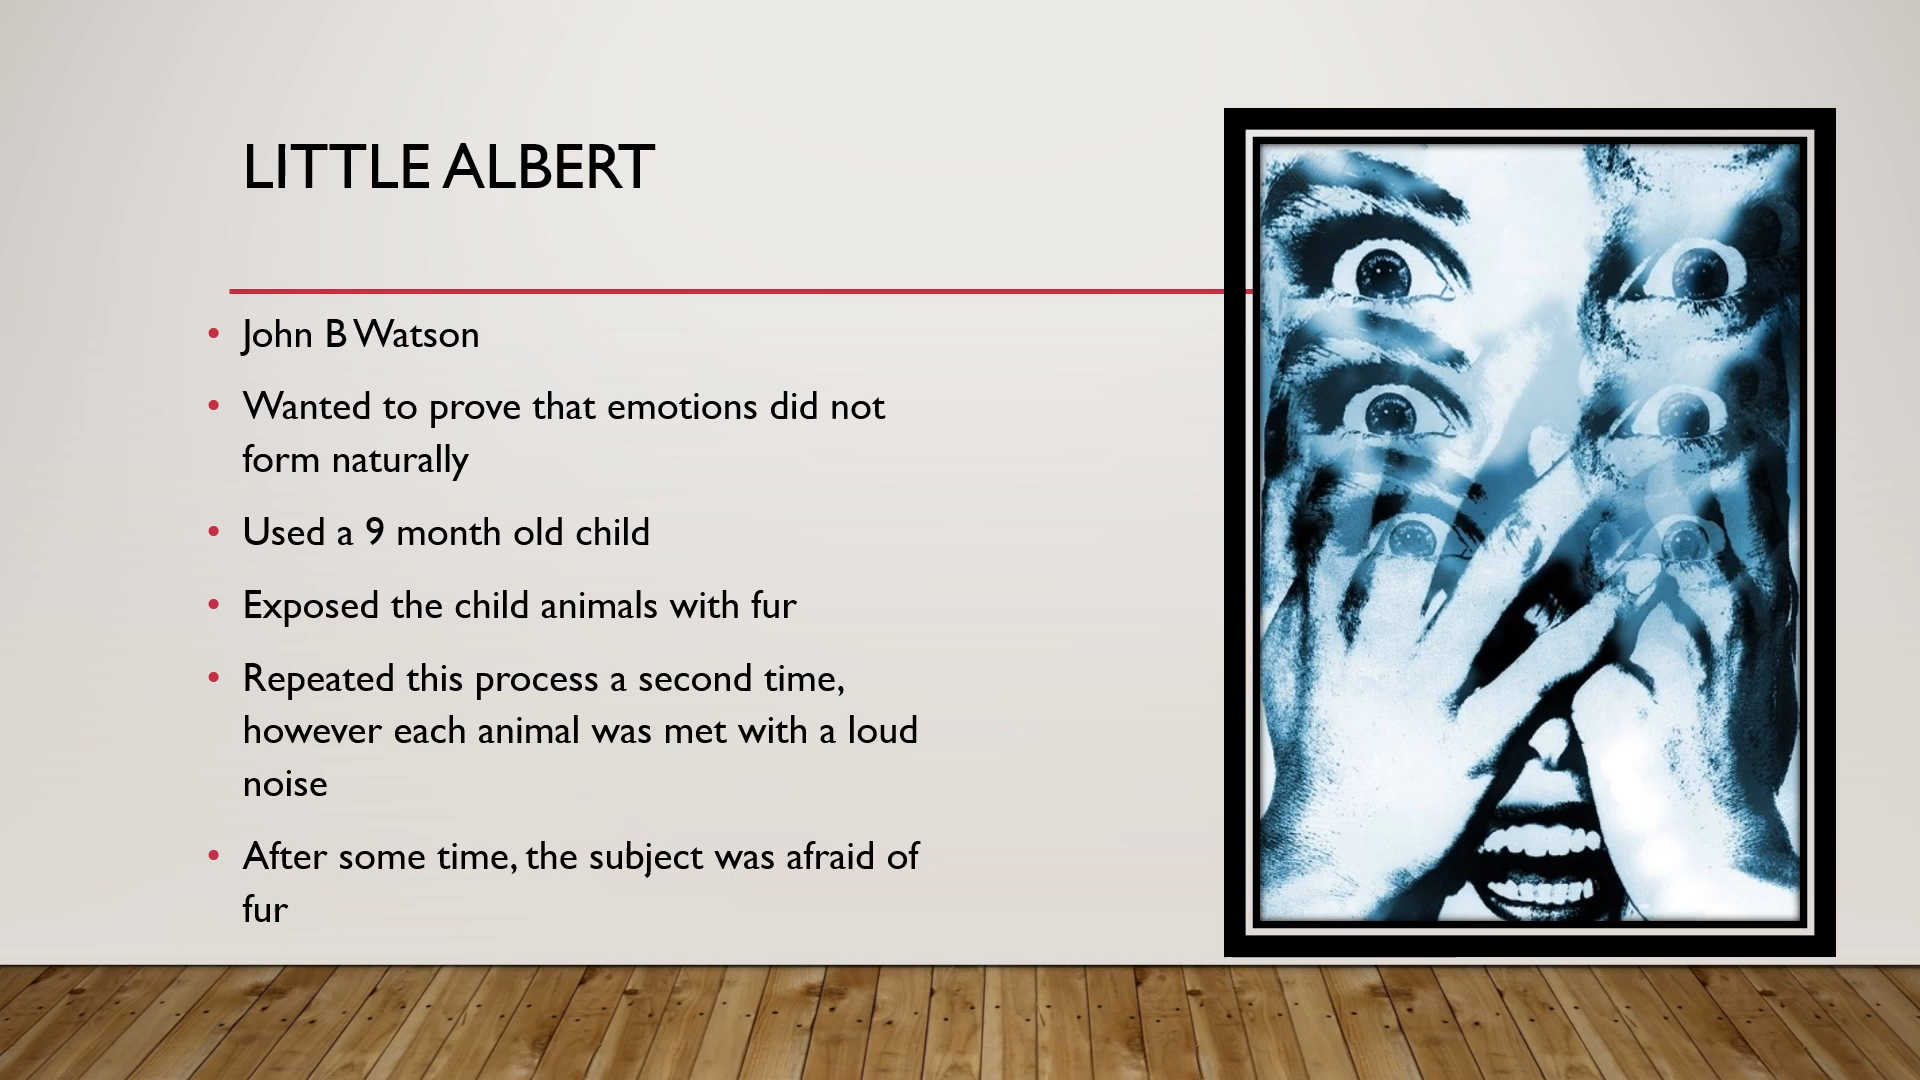 LITTLE ALBERT
• John B Watson
• Wanted to prove that emotions did not
form naturally
• Used a 9 month old child
• Exposed the child animals with fur
• Repeated this process a second time,
however each animal was met with a loud
noise
• After some time, the subject was afraid of
fur